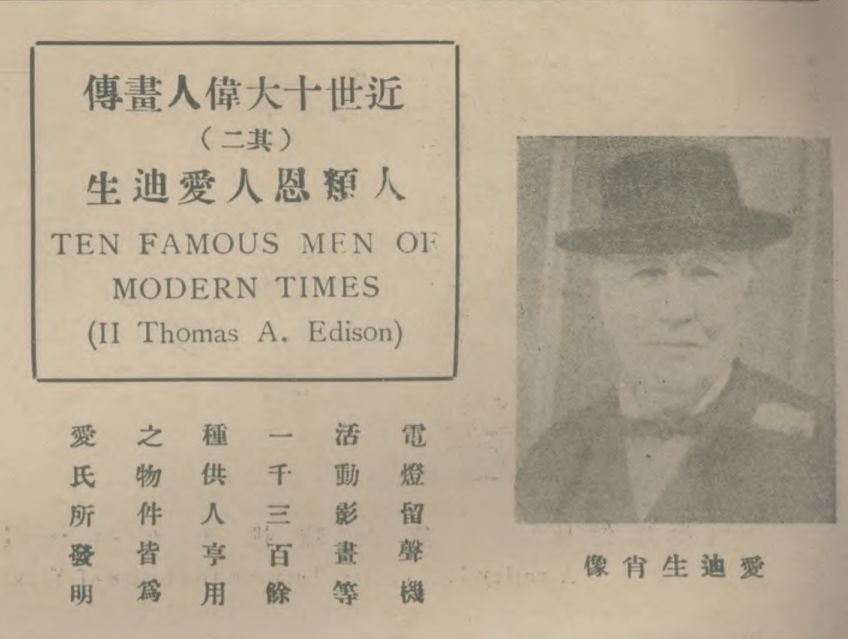 近世十大偉人畫傳
（其二）
人類恩人愛迪生
TEN FAMOUS MEN OF
MODERN TIMES
(II Thomas A. Edison)
電燈留聲機
活動影畫等
一千三百餘
種供人享用
之物件皆爲
愛氏所發明
愛迪生肖像